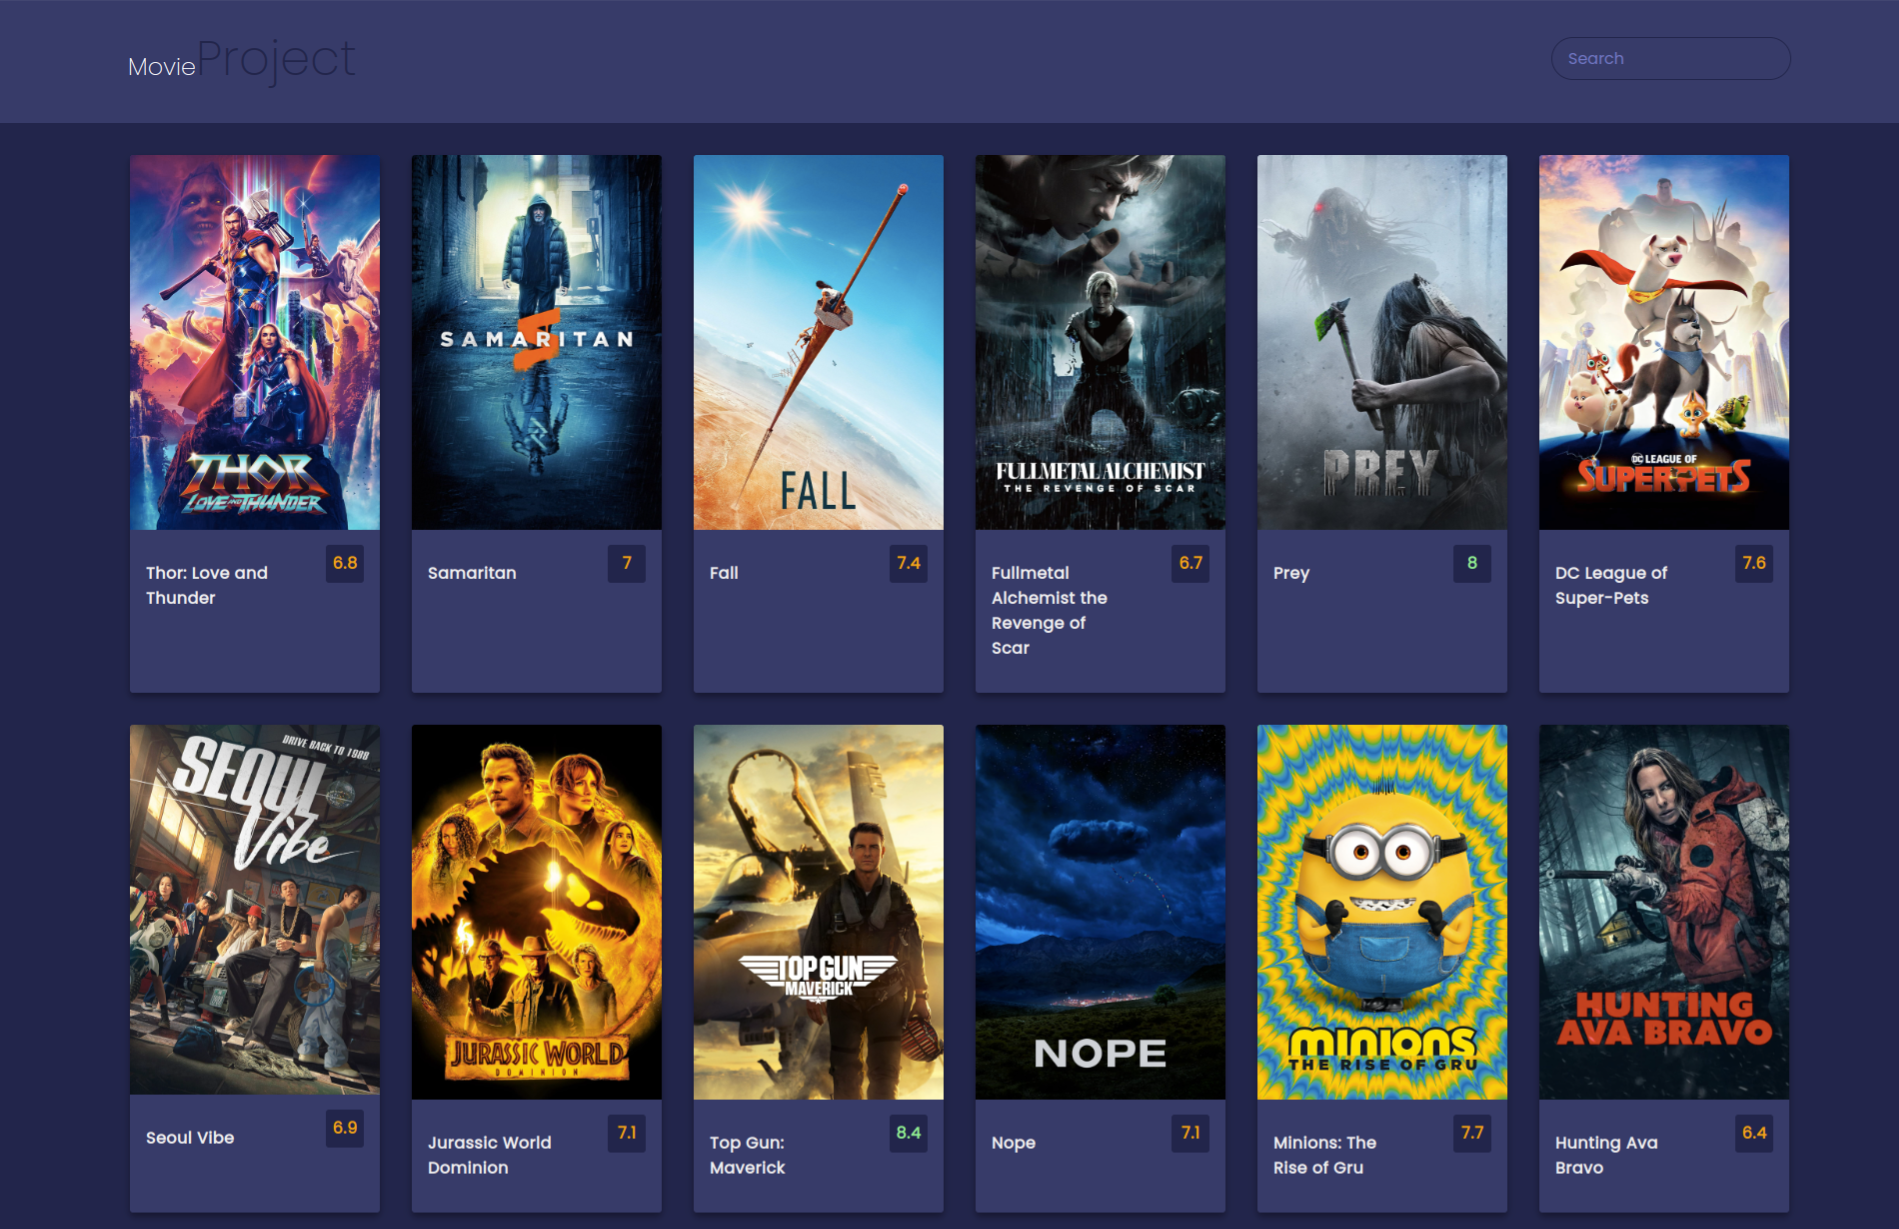 MovieProject
Search
THOR
LOVE AND THUNDER
SAMARITAN
FALL
FULLMETAL ALCHEMIST
THE REVENGE OF SCAR
PREY
DC LEAGUE OF
SUPER-PETS
Thor: Love and
Thunder
6.8
Samaritan
7
Fall
7.4
Fullmetal
Alchemist the
Revenge of
Scar
6.7
Prey
8
DC League of
Super-Pets
7.6
DRIVE BACK TO 1988
SEOUL
Vibe
JURASSIC WORLD
DOMINION
TOP GUN
MAVERICK
NOPE
MINIONS
THE RISE OF GRU
HUNTING
AVA BRAVO
Seoul Vibe
6.9
Jurassic World
Dominion
7.1
Top Gun:
Maverick
8.4
Nope
7.1
Minions: The
Rise of Gru
7.7
Hunting Ava
Bravo
6.4